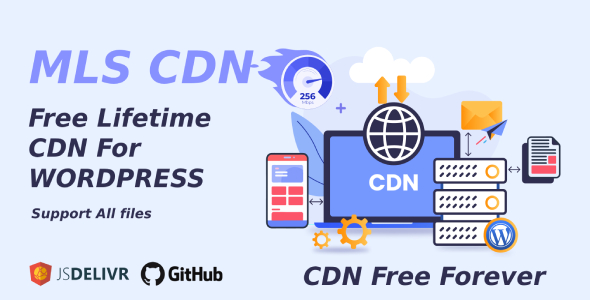 MLS CDN
256
Mbps
Free Lifetime
CDN For
WORDPRESS
CDN
Support All files
JSDELIVR
GitHub
CDN Free Forever